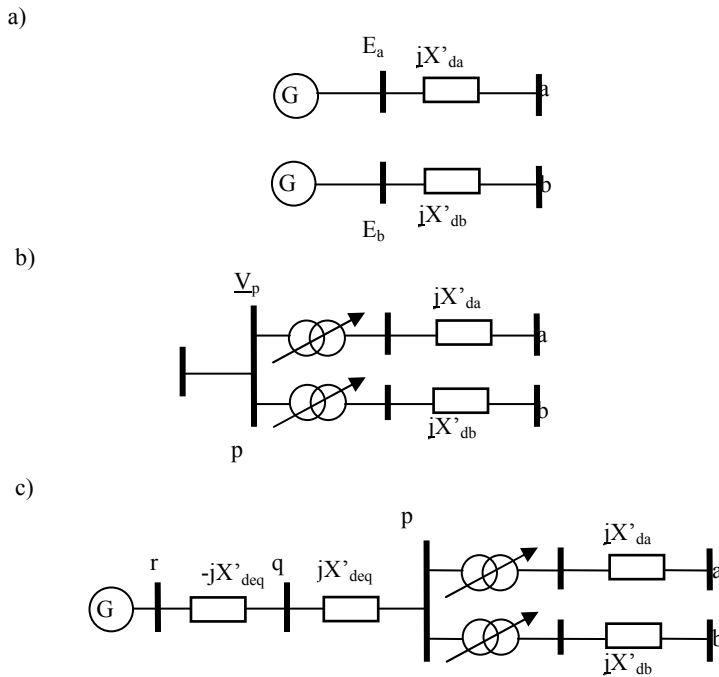 a)
E_a
jX'_da
G
a
G
b
jX'_db
E_b
b)
V_p
jX'_da
a
b
jX'_db
p
c)
p
jX'_da
r
-jX'_deq
q
jX'_deq
a
G
b
jX'_db